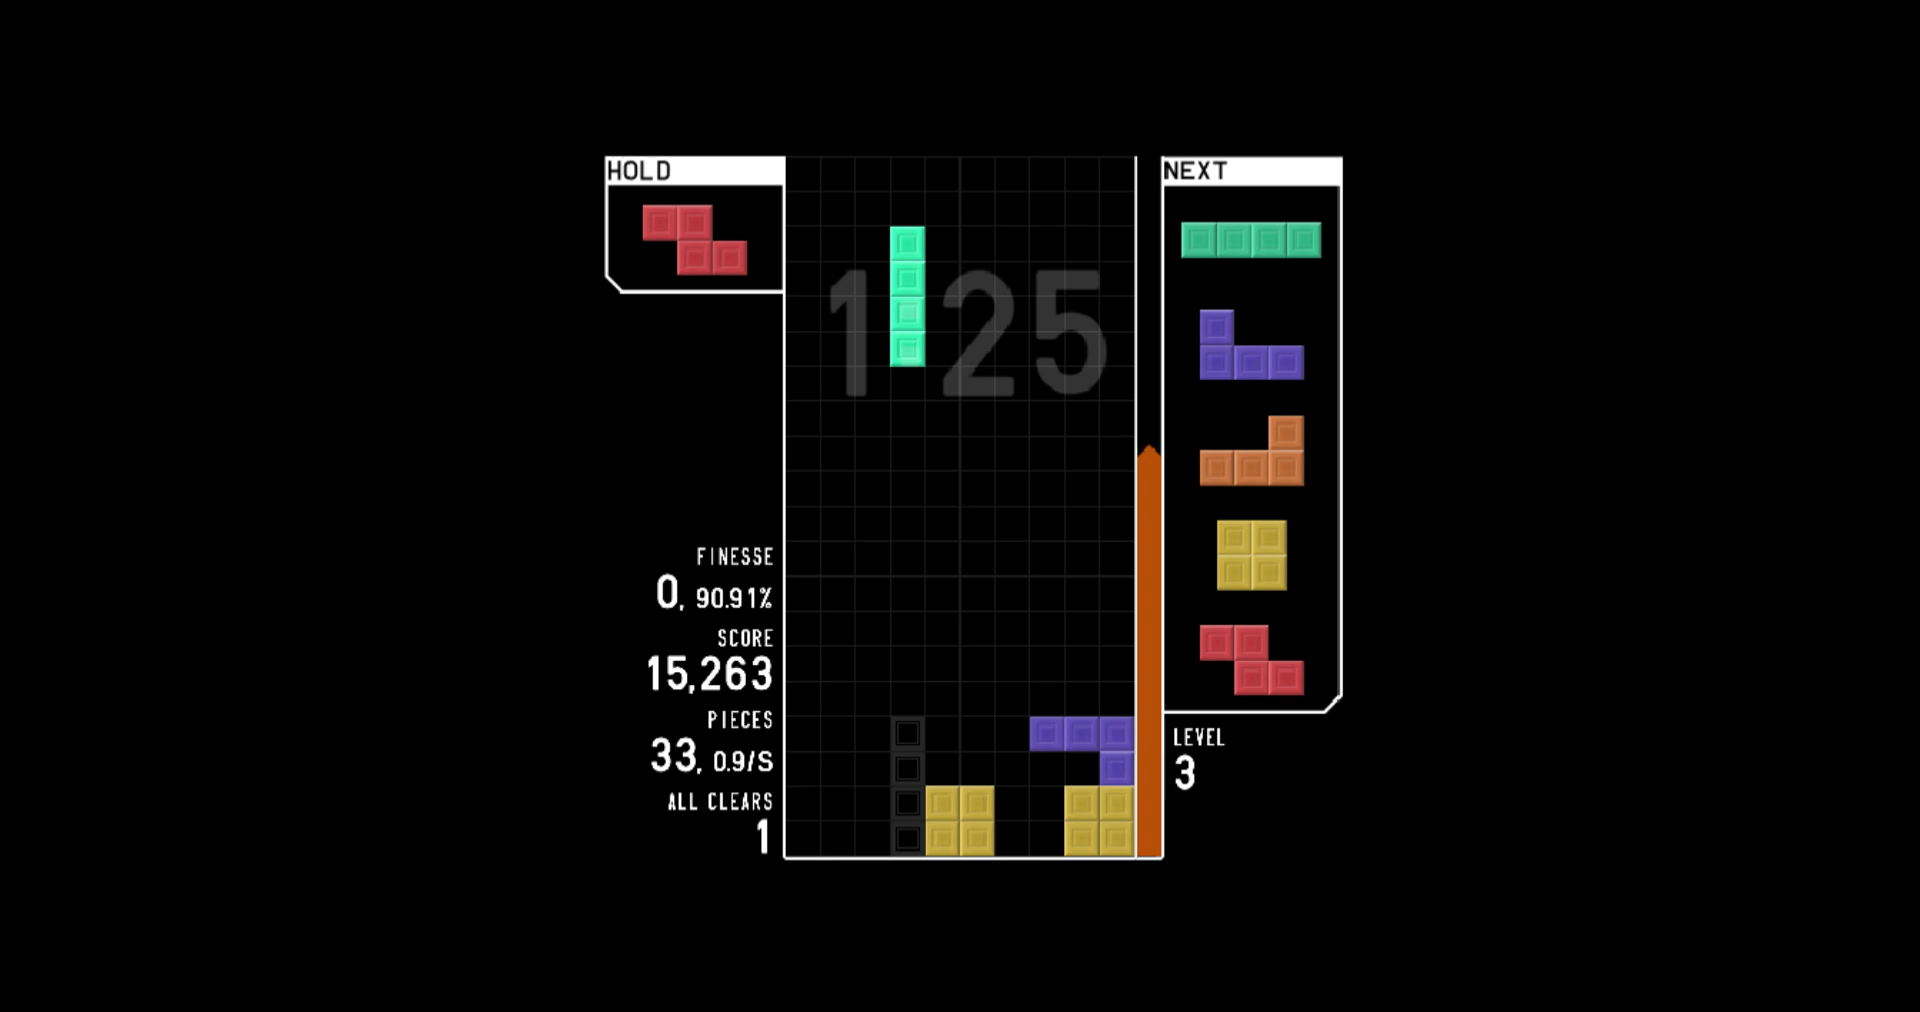 HOLD
NEXT
125
FINESSE
0, 90.91%
SCORE
15,263
PIECES
33, 0.9/S
ALL CLEARS
1
LEVEL
3